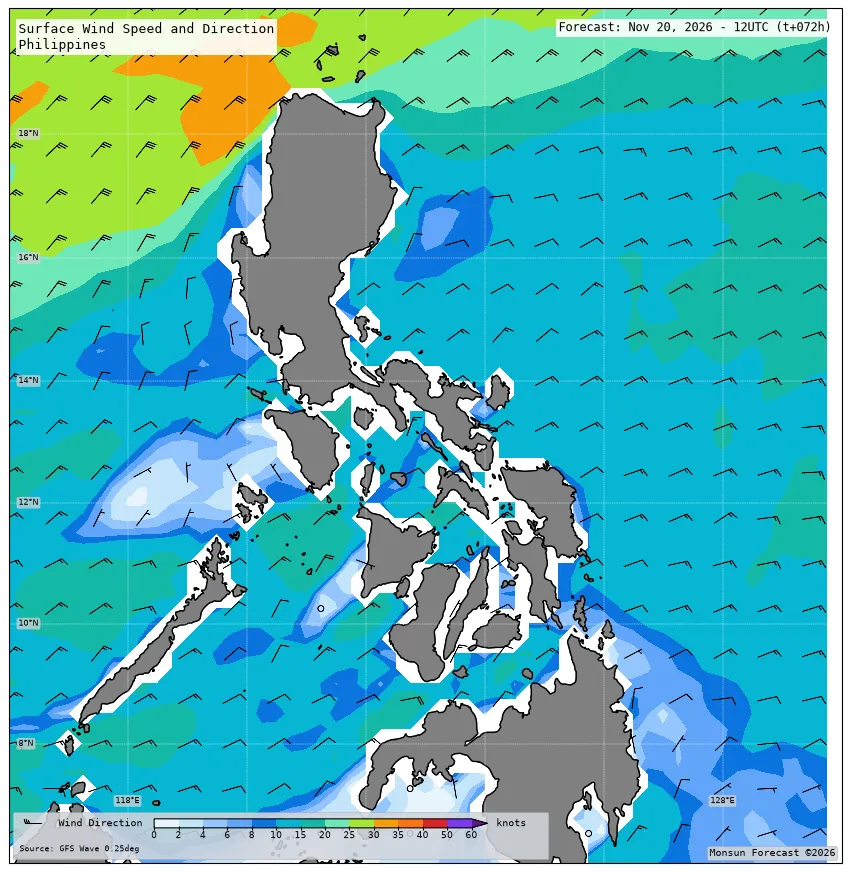 Surface Wind Speed and Direction
Philippines
Forecast: Nov 20, 2026 - 12UTC (t+072h)
18°N
16°N
14°N
12°N
10°N
8°N
118°E
128°E
Wind Direction
0 2 4 6 8 10 15 20 25 30 35 40 50 60
knots
Source: GFS Wave 0.25deg
Monsun Forecast ©2026